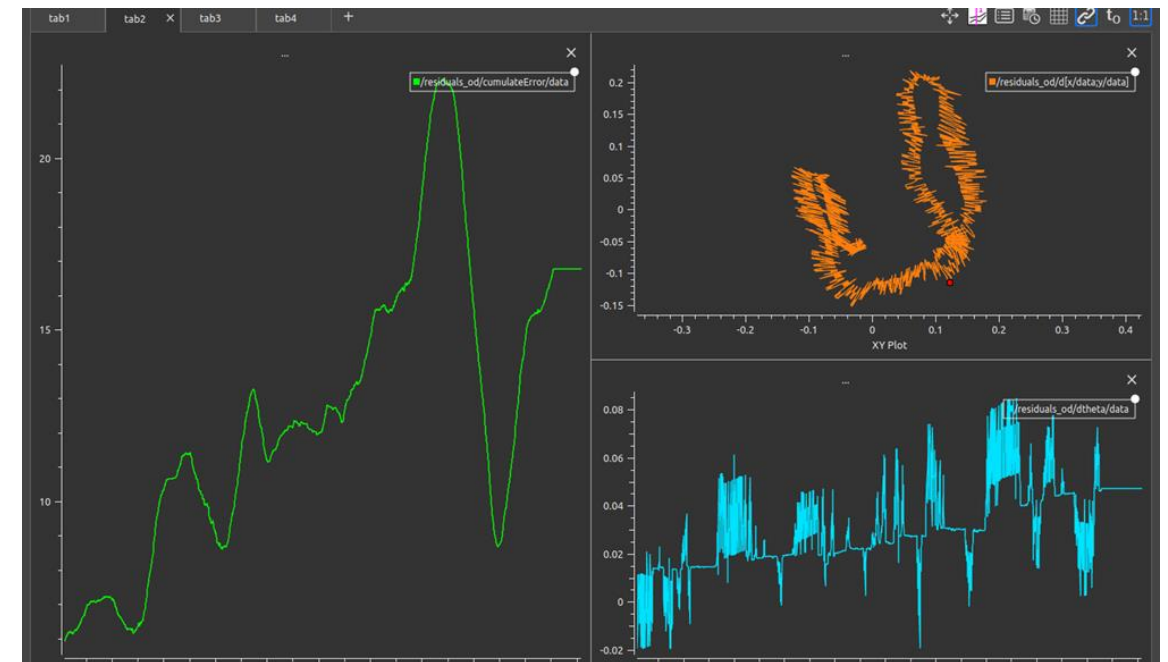 tab1 tab2 × tab3 tab4 +
t₀ 1:1
...
/residuals_od/cumulateError/data
20
15
10
...
/residuals_od/d[x/data;y/data]
0.2
0.15
0.1
0.05
0
-0.05
-0.1
-0.15
-0.3 -0.2 -0.1 0 0.1 0.2 0.3 0.4
XY Plot
...
/residuals_od/dtheta/data
0.08
0.06
0.04
0.02
0
-0.02